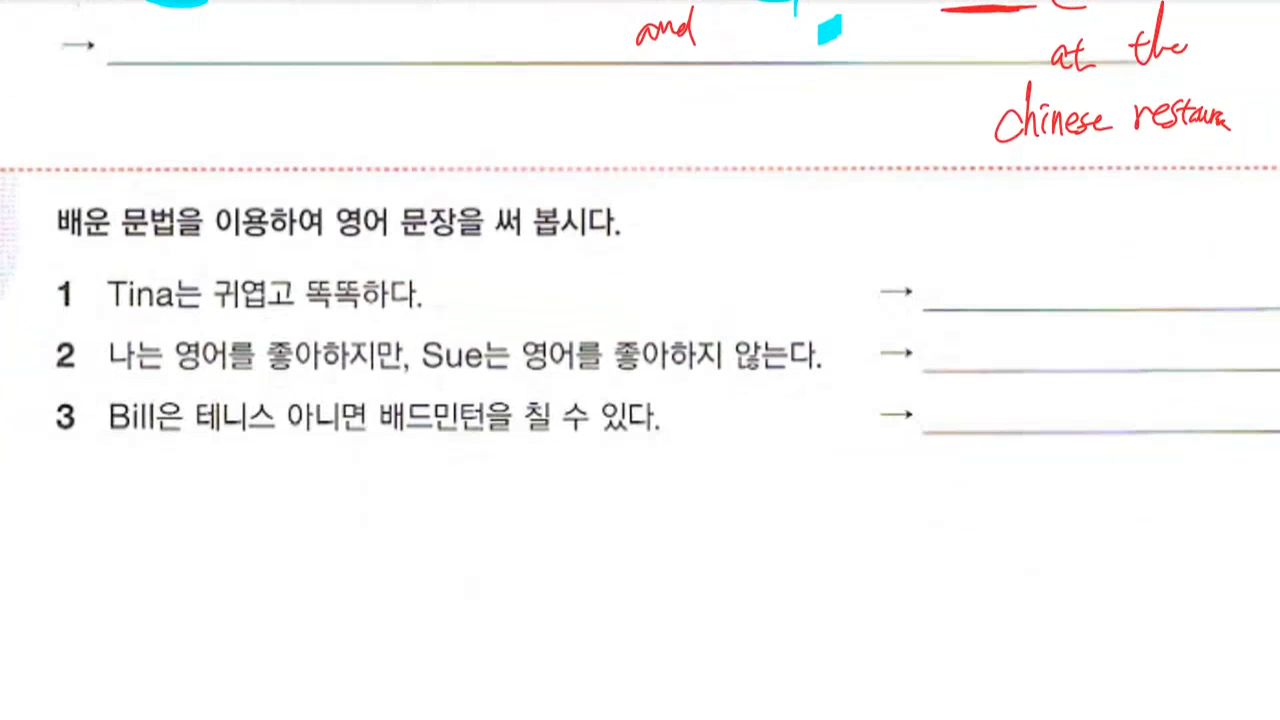 and
→
at the
chinese
배운 문법을 이용하여 영어 문장을 써 봅시다.
1 Tina는 귀엽고 똑똑하다. →
2 나는 영어를 좋아하지만, Sue는 영어를 좋아하지 않는다. →
3 Bill은 테니스 아니면 배드민턴을 칠 수 있다. →